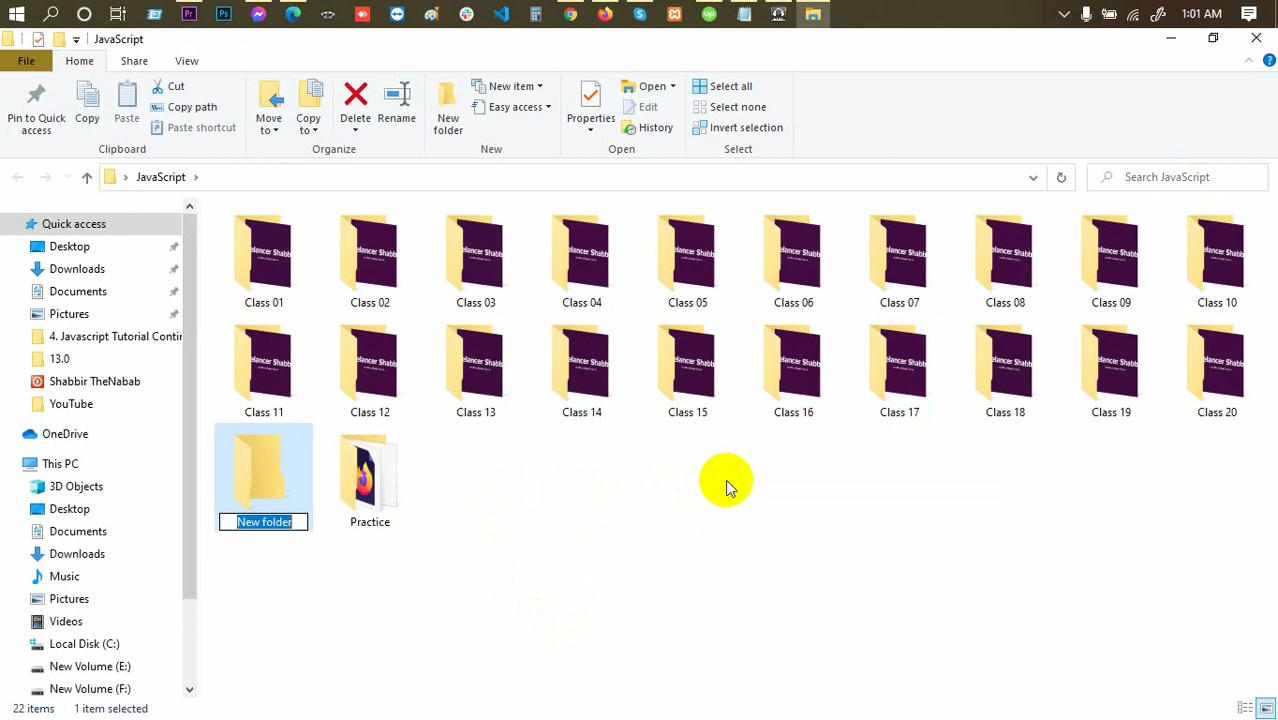 1:01 AM
JavaScript
File Home Share View
Pin to Quick access
Copy
Paste
Cut
Copy path
Paste shortcut
Clipboard
Move to
Copy to
Delete
Rename
Organize
New folder
New item
Easy access
New
Properties
Open
Edit
History
Open
Select all
Select none
Invert selection
Select
JavaScript
Search JavaScript
Quick access
Desktop
Downloads
Documents
Pictures
4. Javascript Tutorial Contin
13.0
Shabbir TheNabab
YouTube
OneDrive
This PC
3D Objects
Desktop
Documents
Downloads
Music
Pictures
Videos
Local Disk (C:)
New Volume (E:)
New Volume (F:)
Class 01 Class 02 Class 03 Class 04 Class 05 Class 06 Class 07 Class 08 Class 09 Class 10
Class 11 Class 12 Class 13 Class 14 Class 15 Class 16 Class 17 Class 18 Class 19 Class 20
New folder Practice
22 items 1 item selected